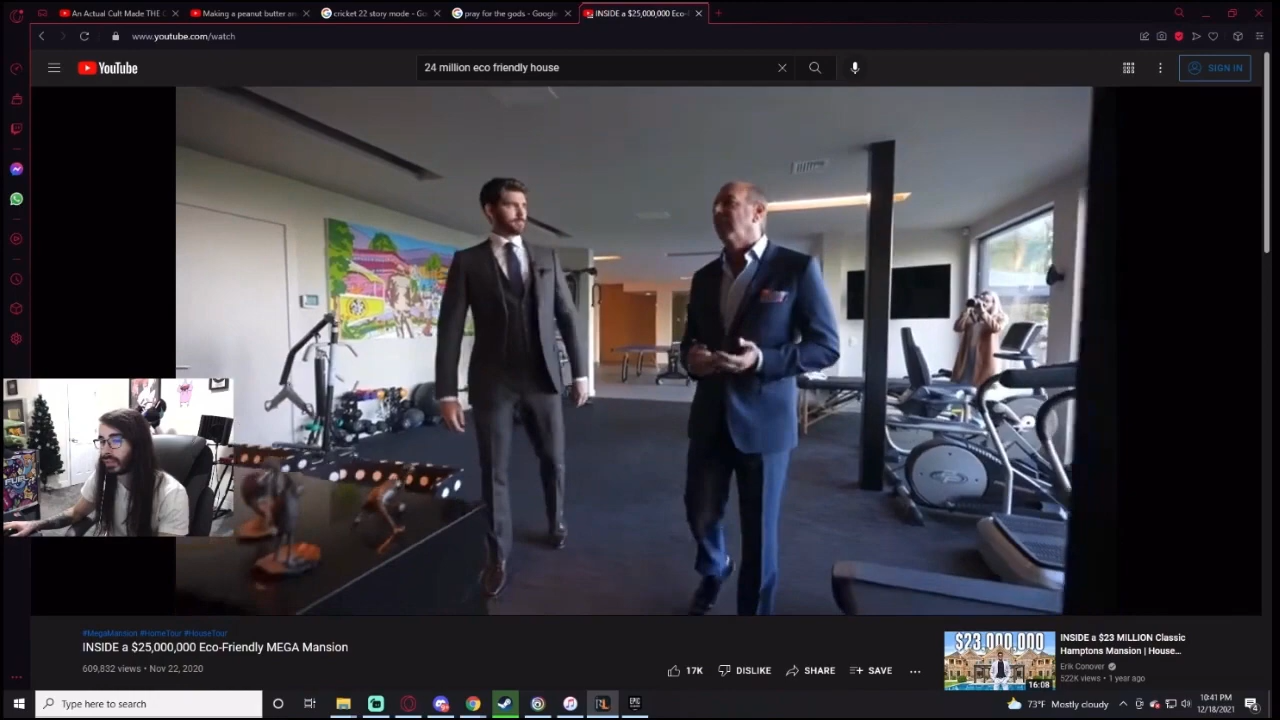 An Actual Cult Made THE C
Making a peanut butter an
cricket 22 story mode - Go
pray for the gods - Google
INSIDE a $25,000,000 Eco-F
www.youtube.com/watch
YouTube
24 million eco friendly house
SIGN IN
#MegaMansion #HomeTour #HouseTour
INSIDE a $25,000,000 Eco-Friendly MEGA Mansion
609,832 views • Nov 22, 2020
17K
DISLIKE
SHARE
SAVE
$23,000,000
16:08
INSIDE a $23 MILLION Classic
Hamptons Mansion | House...
Erik Conover
522K views • 1 year ago
Type here to search
EPIC
73°F Mostly cloudy
10:41 PM
12/18/2021